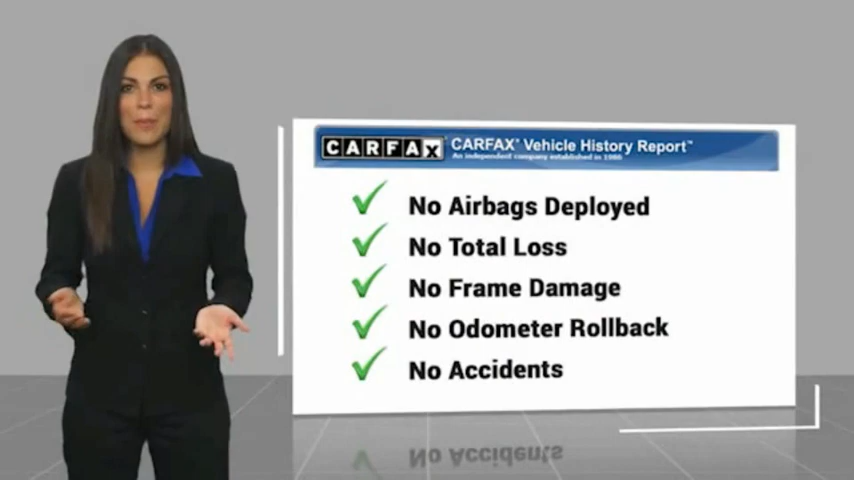 CARFAX CARFAX® Vehicle History Report™
An independent company established in 1986
No Airbags Deployed
No Total Loss
No Frame Damage
No Odometer Rollback
No Accidents
No Accidents